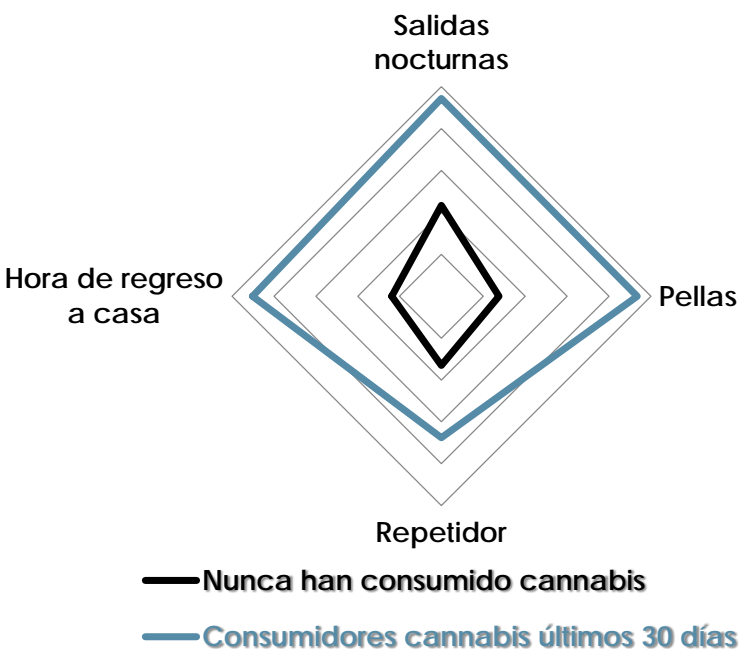 Salidas
nocturnas
Hora de regreso
a casa
Pellas
Repetidor
Nunca han consumido cannabis
Consumidores cannabis últimos 30 días